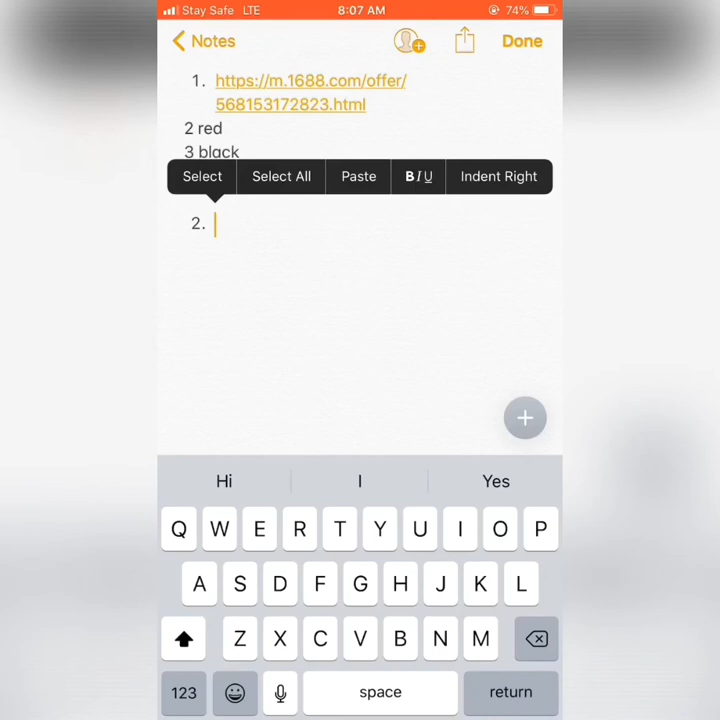 Stay Safe LTE 8:07 AM 74%
Notes Done
1. https://m.1688.com/offer/
568153172823.html
2 red
3 black
Select Select All Paste BIU Indent Right
2.
Hi I Yes
Q W E R T Y U I O P
A S D F G H J K L
Z X C V B N M
123 space return